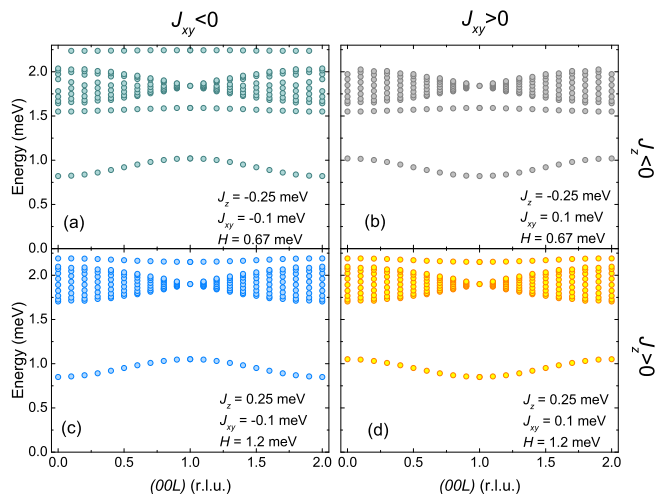 J_xy<0
J_xy>0
2.0
1.5
1.0
0.5
0.0
Energy (meV)
(a)
J_z = -0.25 meV
J_xy = -0.1 meV
H = 0.67 meV
(b)
J_z = -0.25 meV
J_xy = 0.1 meV
H = 0.67 meV
J_z<0
2.0
1.5
1.0
0.5
0.0
Energy (meV)
(c)
J_z = 0.25 meV
J_xy = -0.1 meV
H = 1.2 meV
(d)
J_z = 0.25 meV
J_xy = 0.1 meV
H = 1.2 meV
J_z>0
0.0 0.5 1.0 1.5 2.0
0.0 0.5 1.0 1.5 2.0
(00L) (r.l.u.)
(00L) (r.l.u.)